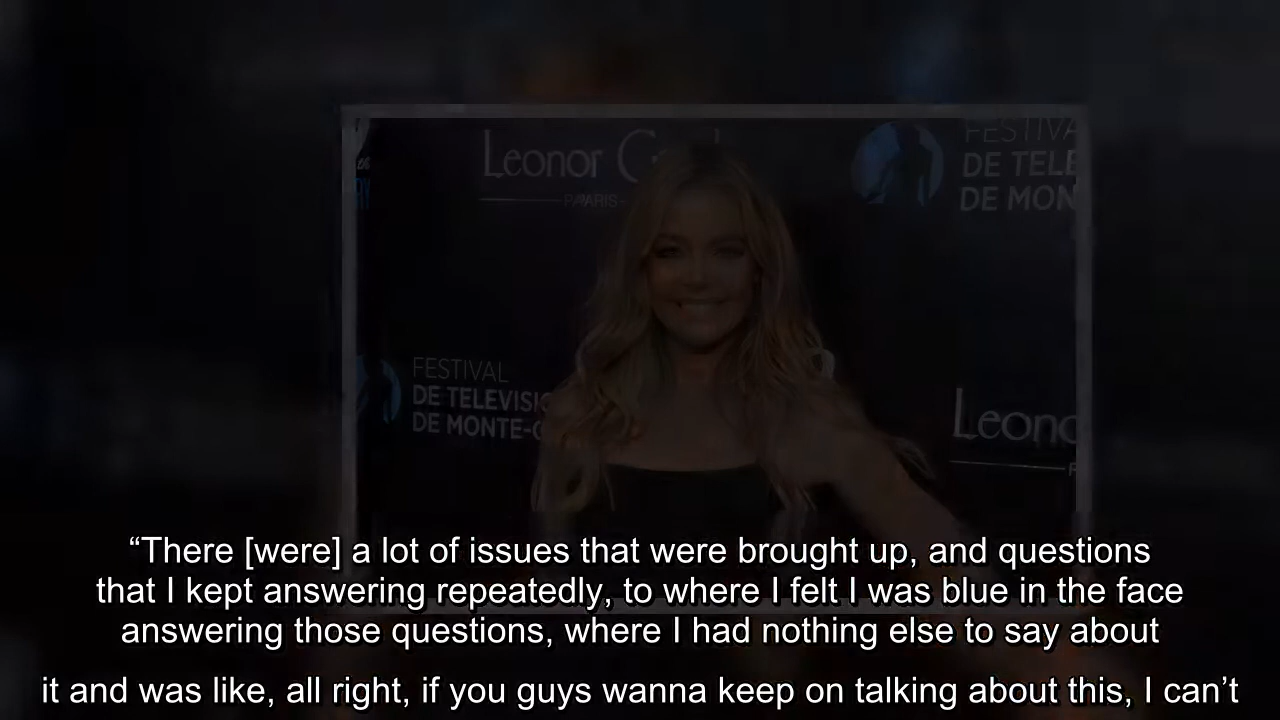 Leonor G
PARIS
FESTIVA
DE TELE
DE MON
FESTIVAL
DE TELEVISI
DE MONTE-C
Leono
“There [were] a lot of issues that were brought up, and questions
that I kept answering repeatedly, to where I felt I was blue in the face
answering those questions, where I had nothing else to say about
it and was like, all right, if you guys wanna keep on talking about this, I can’t